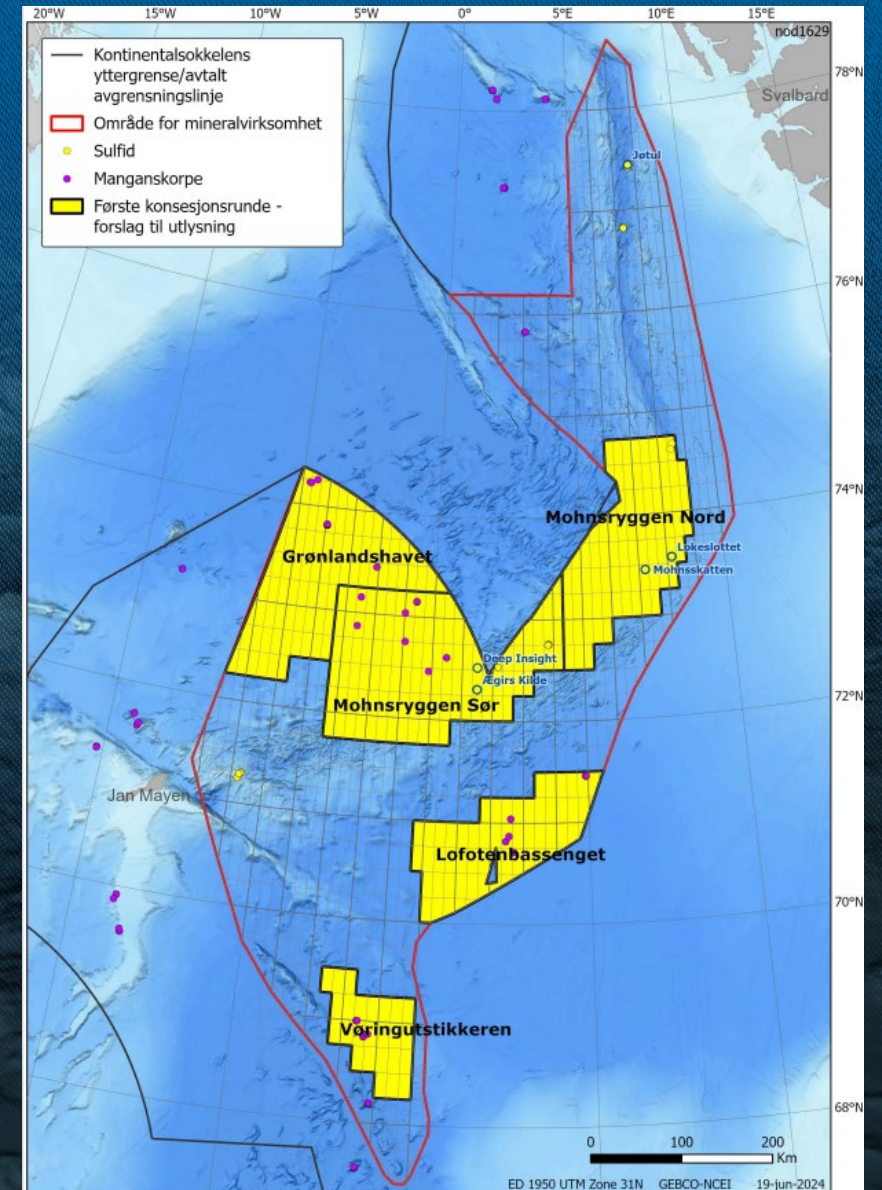 20°W 15°W 10°W 5°W 0° 5°E 10°E 15°E
nod1629
Kontinentalsokkelens
yttergrense/avtalt
avgrensningslinje
Område for mineralvirksomhet
Sulfid
Manganskorpe
Første konsesjonsrunde -
forslag til utlysning
78°N
Svalbard
Jøtul
76°N
74°N
Mohnsryggen Nord
Grønlandshavet
Lokeslottet
Mohnsskatten
Deep Insight
Ægirs Kilde
72°N
Mohnsryggen Sør
Jan Mayen
Lofotenbassenget
70°N
Vøringutstikkeren
68°N
0 100 200
Km
ED 1950 UTM Zone 31N GEBCO-NCEI 19-jun-2024